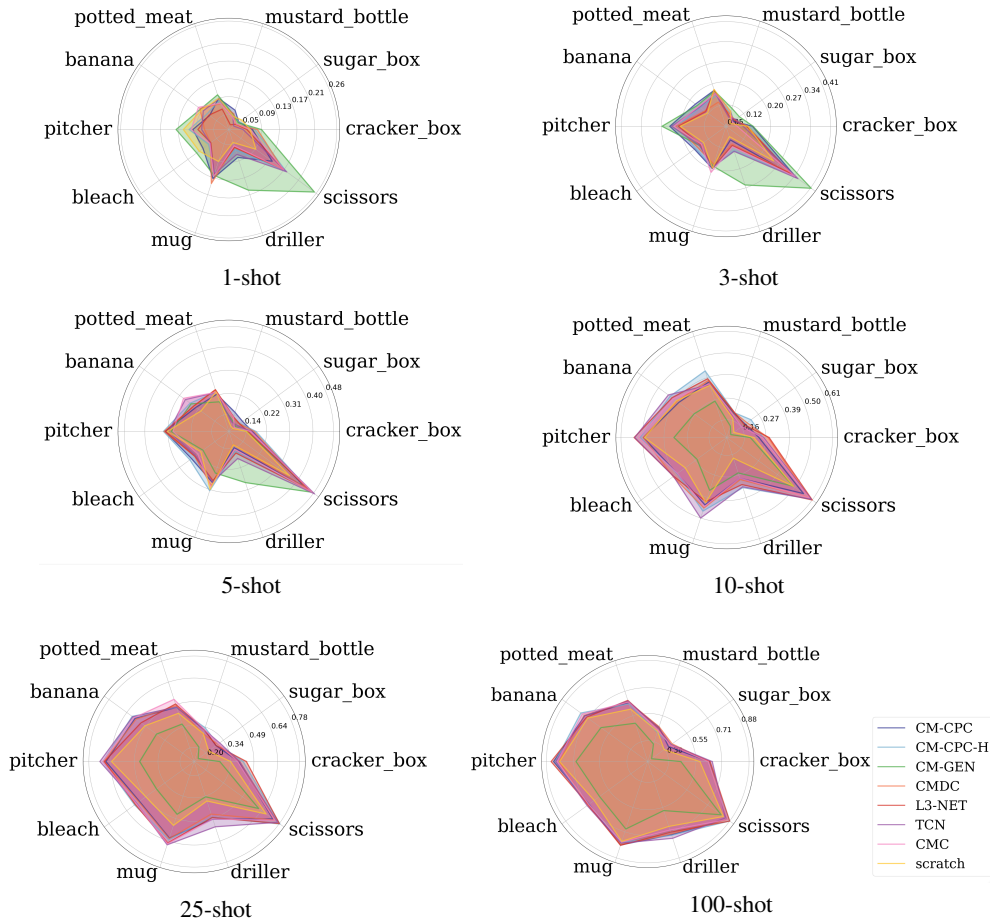 potted_meat mustard_bottle
banana sugar_box
0.05 0.09 0.13 0.17 0.21 0.26
pitcher cracker_box
bleach scissors
mug driller
1-shot
potted_meat mustard_bottle
banana sugar_box
0.05 0.12 0.20 0.27 0.34 0.41
pitcher cracker_box
bleach scissors
mug driller
3-shot
potted_meat mustard_bottle
banana sugar_box
0.14 0.22 0.31 0.40 0.48
pitcher cracker_box
bleach scissors
mug driller
5-shot
potted_meat mustard_bottle
banana sugar_box
0.16 0.27 0.39 0.50 0.61
pitcher cracker_box
bleach scissors
mug driller
10-shot
potted_meat mustard_bottle
banana sugar_box
0.20 0.34 0.49 0.64 0.78
pitcher cracker_box
bleach scissors
mug driller
25-shot
potted_meat mustard_bottle
banana sugar_box
0.55 0.71 0.88
pitcher cracker_box
bleach scissors
mug driller
100-shot
CM-CPC
CM-CPC-H
CM-GEN
CMDC
L3-NET
TCN
CMC
scratch